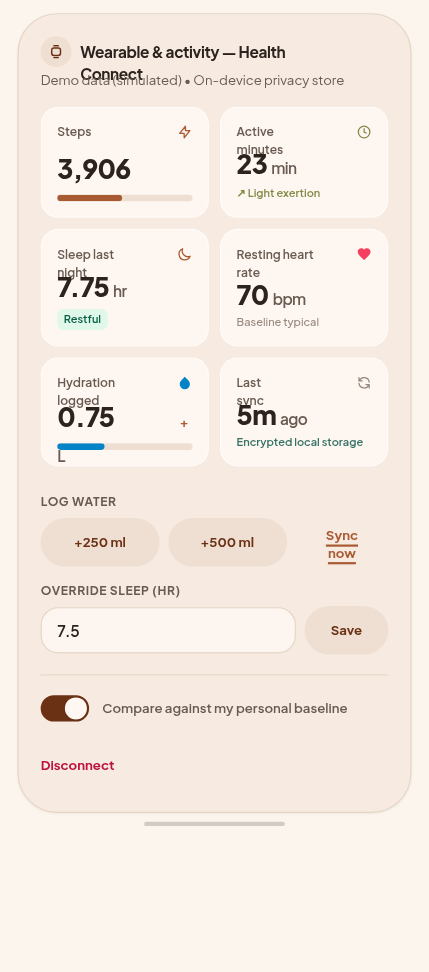 Wearable & activity — Health
Connect
Demo data (simulated) • On-device privacy store
Steps
3,906
Active
minutes
23 min
↗ Light exertion
Sleep last
night
7.75 hr
Restful
Resting heart
rate
70 bpm
Baseline typical
Hydration
logged
0.75
+
L
Last
sync
5m ago
Encrypted local storage
LOG WATER
+250 ml
+500 ml
Sync
now
OVERRIDE SLEEP (HR)
7.5
Save
Compare against my personal baseline
Disconnect